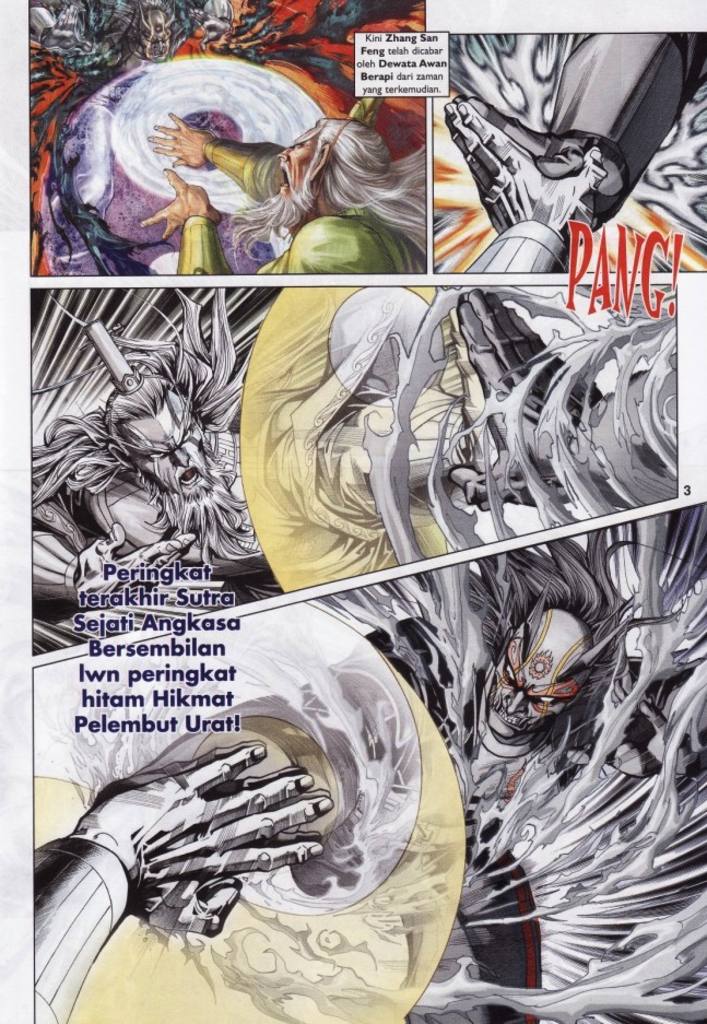 Kini Zhang San
Feng telah dicabar
oleh Dewata Awan
Berapi dari zaman
yang terkemudian.
PANG!
3
Peringkat
terakhir Sutra
Sejati Angkasa
Bersembilan
lwn peringkat
hitam Hikmat
Pelembut Urat!